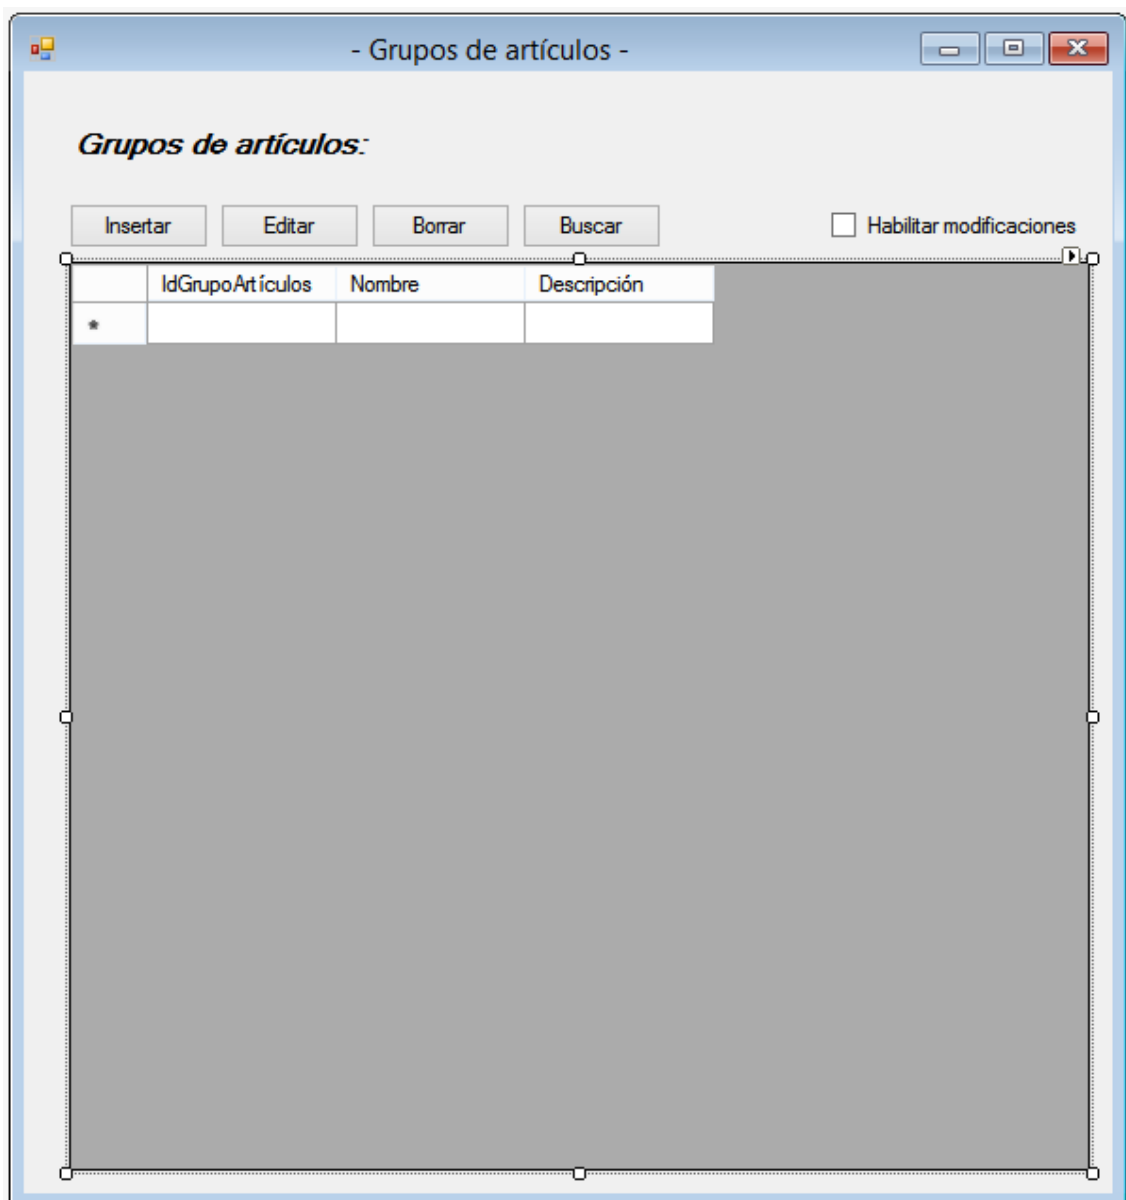 - Grupos de artículos -
Grupos de artículos:
Insertar Editar Borrar Buscar Habilitar modificaciones
IdGrupoArtículos Nombre Descripción
*